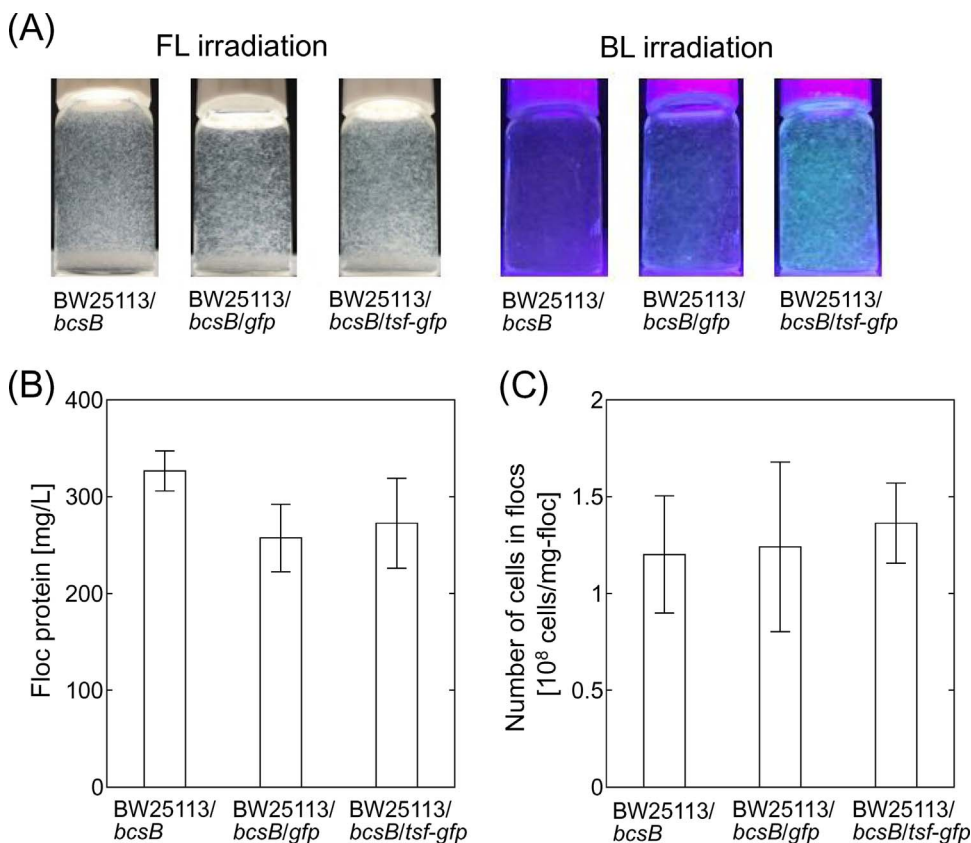 (A)
FL irradiation
BL irradiation
BW25113/
bcsB
BW25113/
bcsB/gfp
BW25113/
bcsB/tsf-gfp
BW25113/
bcsB
BW25113/
bcsB/gfp
BW25113/
bcsB/tsf-gfp
(B)
Floc protein [mg/L]
400
300
200
100
0
BW25113/
bcsB
BW25113/
bcsB/gfp
BW25113/
bcsB/tsf-gfp
(C)
Number of cells in flocs
[10⁸ cells/mg-floc]
2
1.5
1
0.5
0
BW25113/
bcsB
BW25113/
bcsB/gfp
BW25113/
bcsB/tsf-gfp